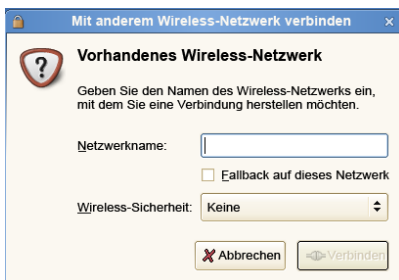 Mit anderem Wireless-Netzwerk verbinden
Vorhandenes Wireless-Netzwerk
Geben Sie den Namen des Wireless-Netzwerks ein,
mit dem Sie eine Verbindung herstellen möchten.
Netzwerkname:
Fallback auf dieses Netzwerk
Wireless-Sicherheit: Keine
Abbrechen Verbinden